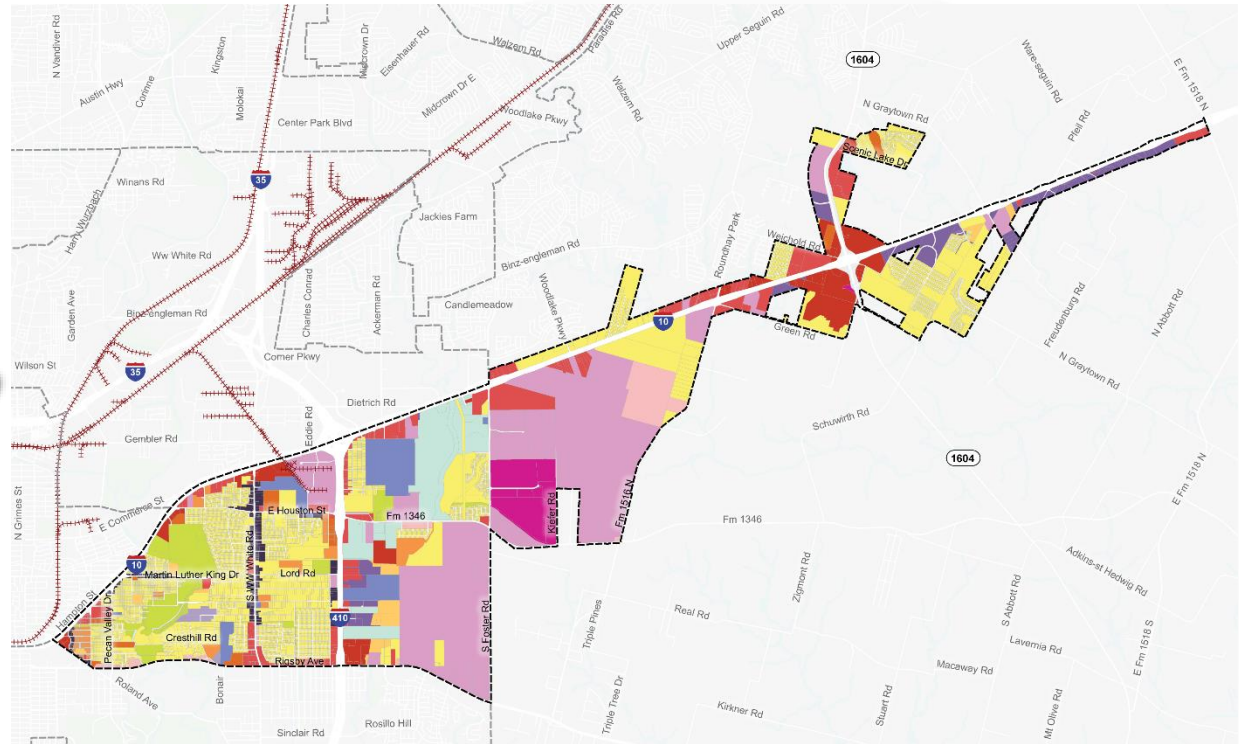 N Vandiver Rd
Austin Hwy
Corinne
Kingston
Molokai
Midcrown Dr
Eisenhauer Rd
Walzem Rd
Paradise Rd
Upper Seguin Rd
1604
Ware-seguin Rd
E Fm 1518 N
Midcrown Dr E
Walzem Rd
Woodlake Pkwy
Center Park Blvd
N Graytown Rd
Pfeil Rd
Scenic Lake Dr
Winans Rd
35
Harry Wurzbach
Jackies Farm
Ww White Rd
Binz-engleman Rd
Roundhay Park
Weichold Rd
Garden Ave
Charles Conrad
Ackerman Rd
Candlemeadow
Woodlake Pkwy
Binz-engleman Rd
10
Green Rd
Freudenburg Rd
N Abbott Rd
Corner Pkwy
Wilson St
35
N Graytown Rd
Dietrich Rd
Schuwirth Rd
Gembler Rd
Eddie Rd
1604
E Fm 1518 S
N Grimes St
E Commerse St
E Houston St
Fm 1346
Kiefer Rd
Fm 1516 N
Fm 1346
S WW White Rd
10
Martin Luther King Dr
Lord Rd
Adkins-st Hedwig Rd
Zigmont Rd
Hampton St
Pecan Valley Dr
410
S Foster Rd
Triple Pines
Real Rd
S Abbott Rd
Cresthill Rd
Lavernia Rd
E Fm 1518 S
Rigsby Ave
Macaway Rd
Roland Ave
Bonair
Triple Tree Dr
Stuart Rd
Mt Olive Rd
Kirkner Rd
Rosillo Hill
Sinclair Rd